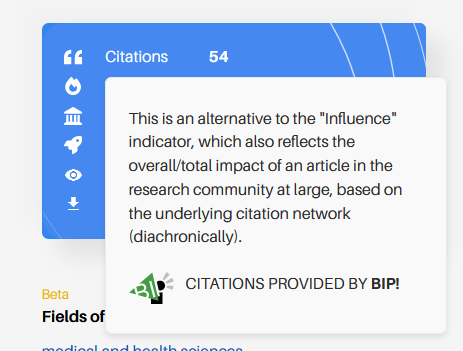 Citations 54
This is an alternative to the "Influence"
indicator, which also reflects the
overall/total impact of an article in the
research community at large, based on
the underlying citation network
(diachronically).
BIP! CITATIONS PROVIDED BY BIP!
Beta
Fields of
medical and health sciences